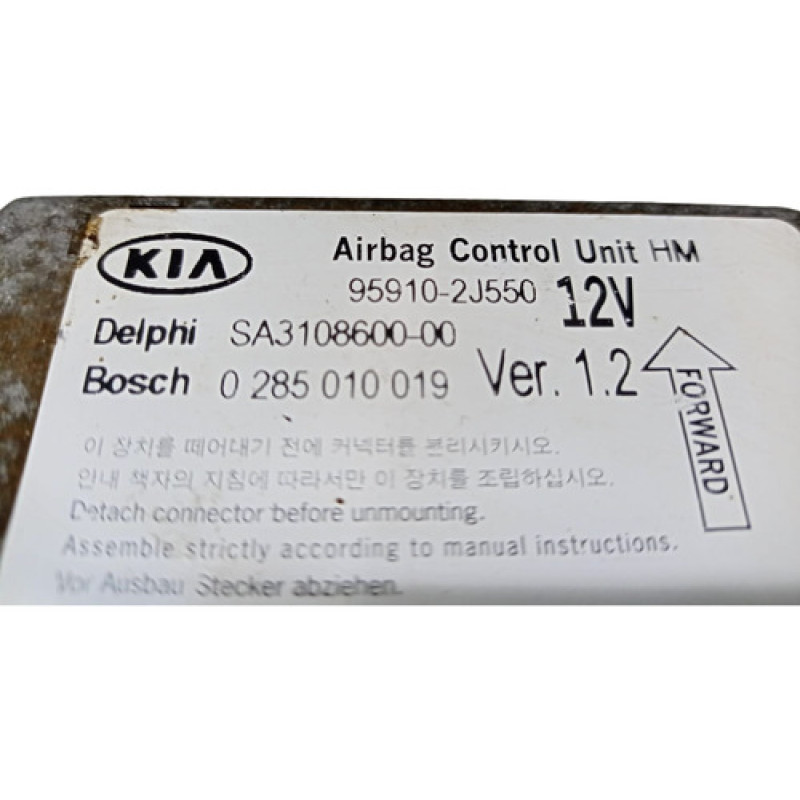 KIA
Airbag Control Unit HM
95910-2J550 12V
Delphi SA3108600-00
Bosch 0 285 010 019 Ver. 1.2
FORWARD
이 장치를 떼어내기 전에 커넥터를 분리시키시오.
안내 책자의 지침에 따라서만 이 장치를 조립하십시오.
Detach connector before unmounting.
Assemble strictly according to manual instructions.
Vor Ausbau Stecker abziehen.